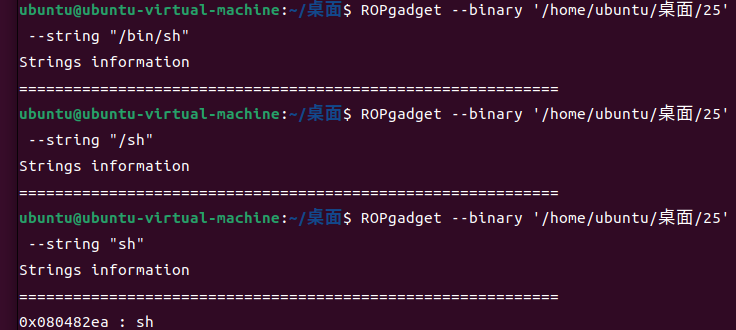 ubuntu@ubuntu-virtual-machine:~/桌面$ ROPgadget --binary '/home/ubuntu/桌面/25'
 --string "/bin/sh"
Strings information
============================================================
ubuntu@ubuntu-virtual-machine:~/桌面$ ROPgadget --binary '/home/ubuntu/桌面/25'
 --string "/sh"
Strings information
============================================================
ubuntu@ubuntu-virtual-machine:~/桌面$ ROPgadget --binary '/home/ubuntu/桌面/25'
 --string "sh"
Strings information
============================================================
0x080482ea : sh